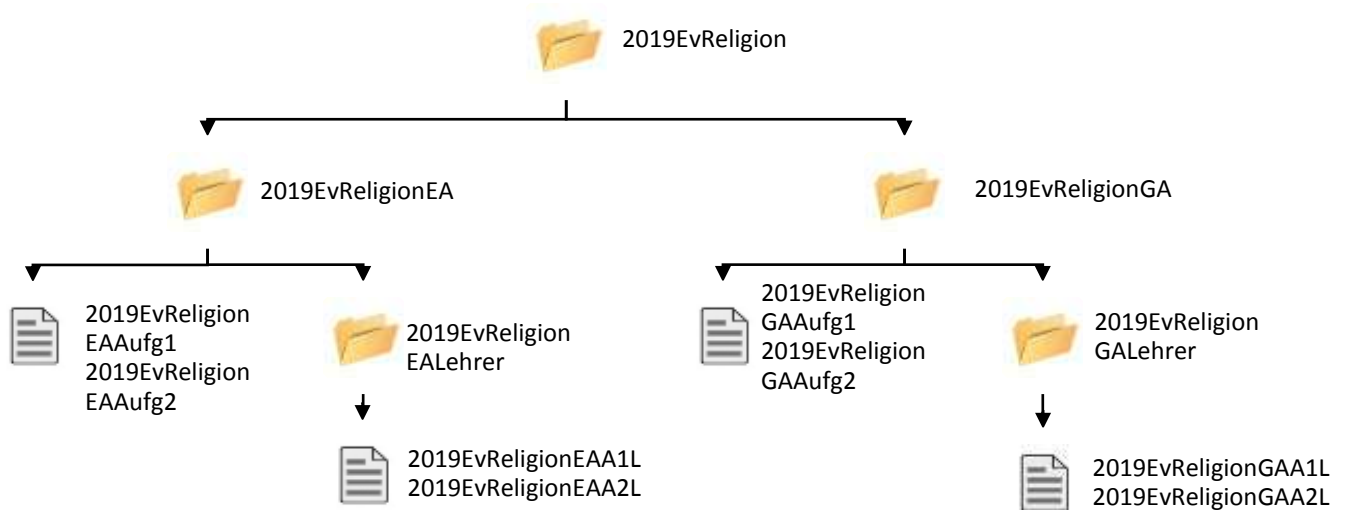 2019EvReligion
2019EvReligionEA
2019EvReligionGA
2019EvReligion
EAAufg1
2019EvReligion
EAAufg2
2019EvReligion
EALehrer
2019EvReligion
GAAufg1
2019EvReligion
GAAufg2
2019EvReligion
GALehrer
2019EvReligionEAA1L
2019EvReligionEAA2L
2019EvReligionGAA1L
2019EvReligionGAA2L